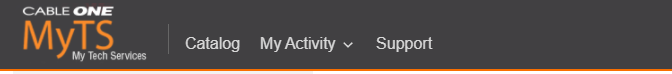 CABLE ONE
MyTS
My Tech Services
Catalog My Activity Support